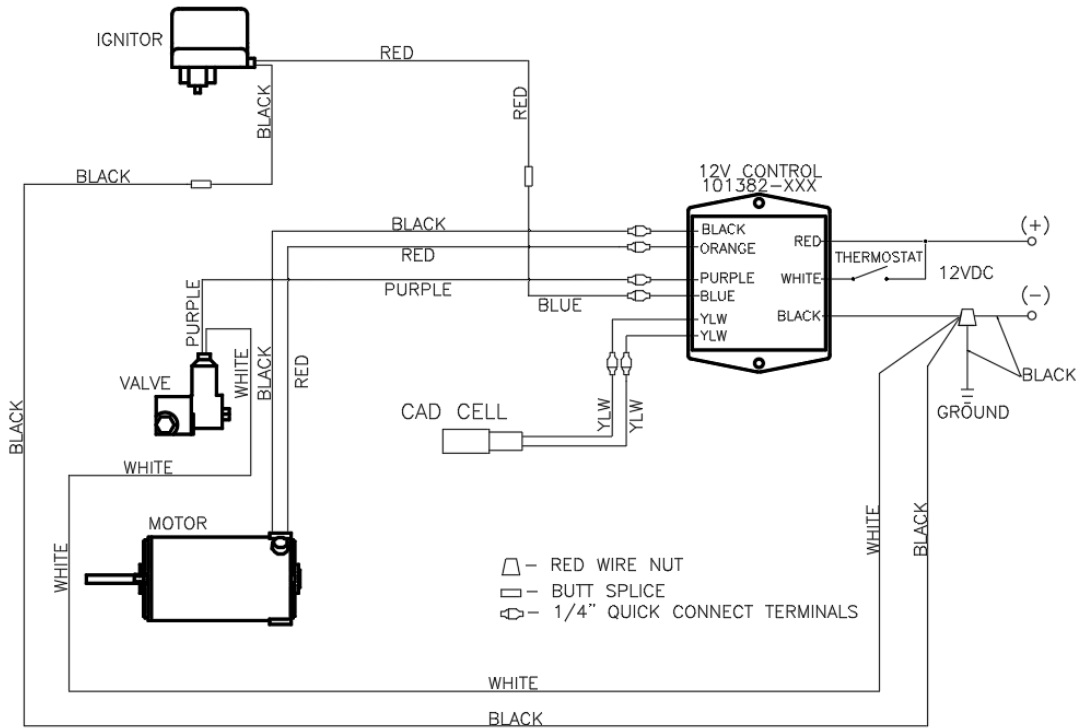 IGNITOR
RED
BLACK
RED
BLACK
12V CONTROL
101382-XXX
BLACK
RED
PURPLE
BLUE
BLACK
ORANGE
PURPLE
BLUE
YLW
YLW
RED
WHITE
BLACK
THERMOSTAT
(+)
12VDC
(-)
BLACK
GROUND
PURPLE
WHITE
BLACK
RED
VALVE
CAD CELL
YLW
YLW
BLACK
WHITE
WHITE
MOTOR
WHITE
BLACK
- RED WIRE NUT
- BUTT SPLICE
- 1/4" QUICK CONNECT TERMINALS
WHITE
BLACK